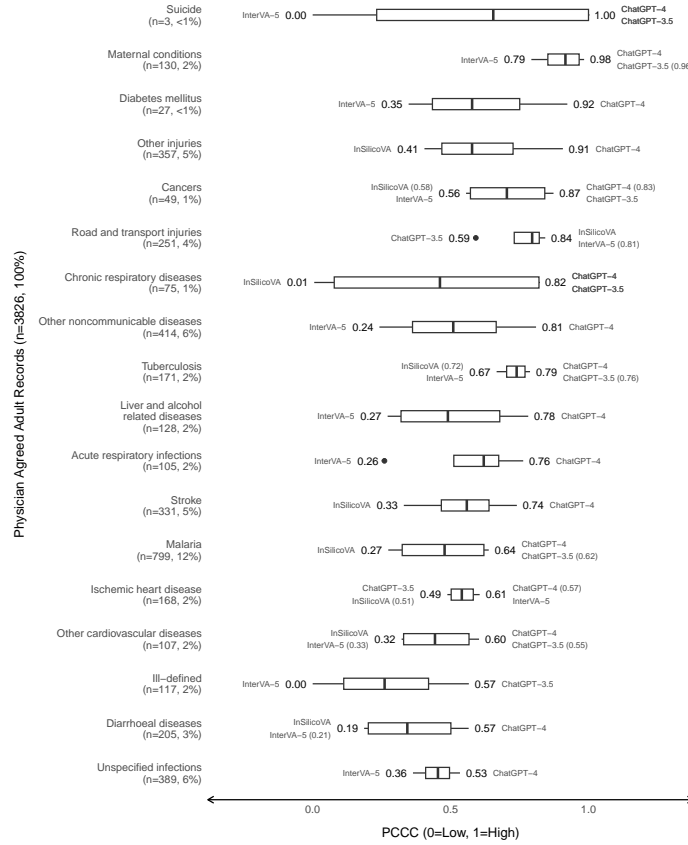 Suicide
(n=3, <1%)
InterVA−5 0.00
1.00 ChatGPT−4
ChatGPT−3.5
Maternal conditions
(n=130, 2%)
InterVA−5 0.79
0.98 ChatGPT−4
ChatGPT−3.5 (0.96
Diabetes mellitus
(n=27, <1%)
InterVA−5 0.35
0.92 ChatGPT−4
Other injuries
(n=357, 5%)
InSilicoVA 0.41
0.91 ChatGPT−4
Cancers
(n=49, 1%)
InSilicoVA (0.58)
InterVA−5 0.56
0.87 ChatGPT−4 (0.83)
ChatGPT−3.5
Road and transport injuries
(n=251, 4%)
ChatGPT−3.5 0.59
0.84 InSilicoVA
InterVA−5 (0.81)
Chronic respiratory diseases
(n=75, 1%)
InSilicoVA 0.01
0.82 ChatGPT−4
ChatGPT−3.5
Other noncommunicable diseases
(n=414, 6%)
InterVA−5 0.24
0.81 ChatGPT−4
Tuberculosis
(n=171, 2%)
InSilicoVA (0.72)
InterVA−5 0.67
0.79 ChatGPT−4
ChatGPT−3.5 (0.76)
Liver and alcohol
related diseases
(n=128, 2%)
InterVA−5 0.27
0.78 ChatGPT−4
Acute respiratory infections
(n=105, 2%)
InterVA−5 0.26
0.76 ChatGPT−4
Stroke
(n=331, 5%)
InSilicoVA 0.33
0.74 ChatGPT−4
Malaria
(n=799, 12%)
InSilicoVA 0.27
0.64 ChatGPT−4
ChatGPT−3.5 (0.62)
Ischemic heart disease
(n=168, 2%)
ChatGPT−3.5
InSilicoVA (0.51) 0.49
0.61 ChatGPT−4 (0.57)
InterVA−5
Other cardiovascular diseases
(n=107, 2%)
InSilicoVA
InterVA−5 (0.33) 0.32
0.60 ChatGPT−4
ChatGPT−3.5 (0.55)
Ill−defined
(n=117, 2%)
InterVA−5 0.00
0.57 ChatGPT−3.5
Diarrhoeal diseases
(n=205, 3%)
InSilicoVA
InterVA−5 (0.21) 0.19
0.57 ChatGPT−4
Unspecified infections
(n=389, 6%)
InterVA−5 0.36
0.53 ChatGPT−4
Physician Agreed Adult Records (n=3826, 100%)
0.0 0.5 1.0
PCCC (0=Low, 1=High)